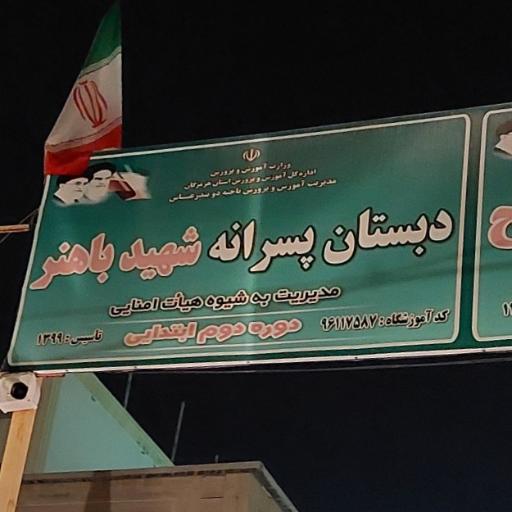 وزارت آموزش و پرورش
اداره کل آموزش و پرورش استان هرمزگان
مدیریت آموزش و پرورش ناحیه دو بندرعباس
دبستان پسرانه شهید باهنر
مدیریت به شیوه هیأت امنایی
کد آموزشگاه : ۹۶۱۱۷۵۸۷ دوره دوم ابتدایی تاسیس : ۱۳۹۹